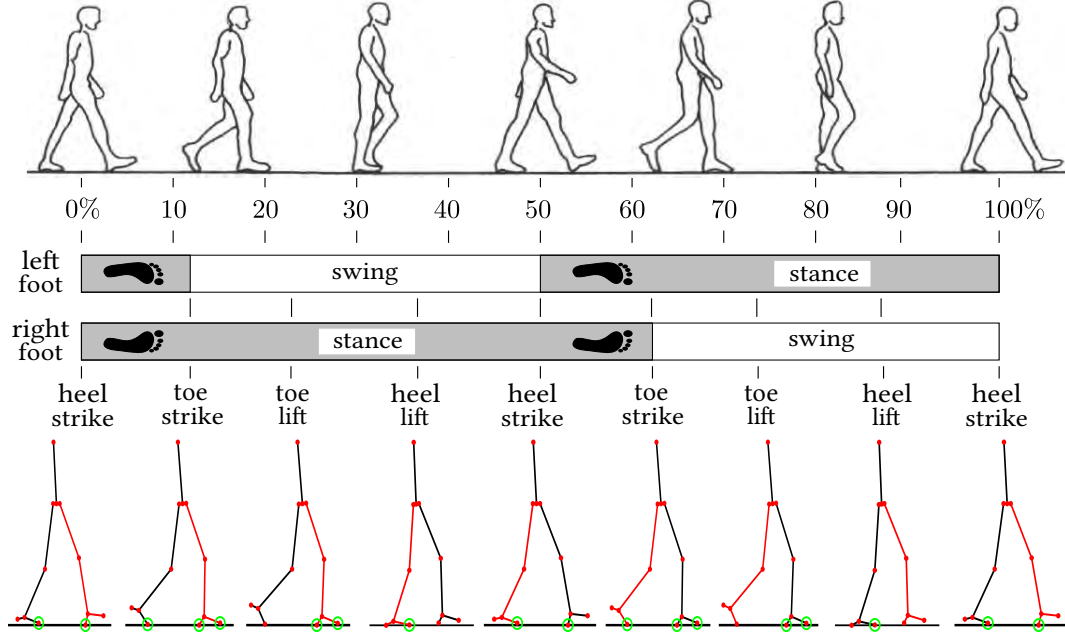 0% 10 20 30 40 50 60 70 80 90 100%
left
foot
swing
stance
right
foot
stance
swing
heel
strike
toe
strike
toe
lift
heel
lift
heel
strike
toe
strike
toe
lift
heel
lift
heel
strike